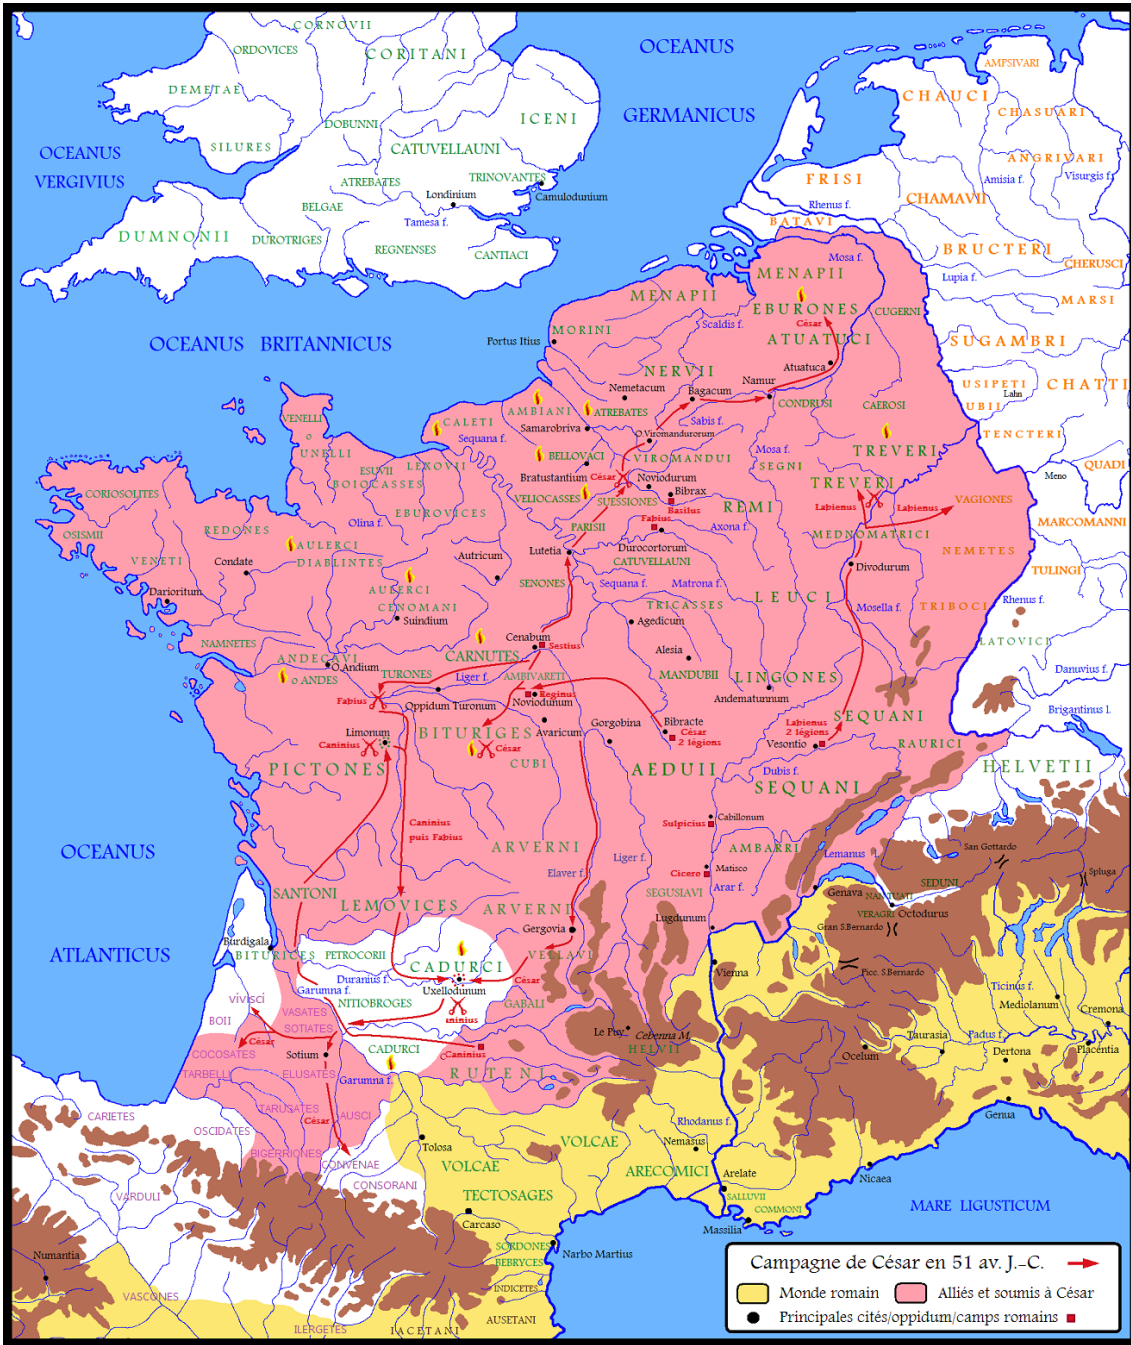 CORNOVII
ORDOVICES
CORITANI
DEMETAE
DOBUNNI
ICENI
SILURES
CATUVELLAUNI
TRINOVANTES
ATREBATES
Londinium
Camulodunum
BELGAE
Tamesa f.
DUMNONII
DUROTRIGES
REGNENSES
CANTIACI
OCEANUS
VERGIVIUS
OCEANUS
GERMANICUS
OCEANUS BRITANNICUS
OCEANUS
ATLANTICUS
AMPSIVARI
CHAUCI
CHASUARI
ANGRIVARI
FRISI
Amisia f.
Visurgis f.
CHAMAVII
Rhenus f.
BATAVI
BRUCTERI
CHERUSCI
Lupia f.
MARSI
SUGAMBRI
USIPETI
CHATTI
Lahn
UBII
TENCTERI
QUADI
Meno
VAGIONES
MARCOMANNI
NEMETES
TULINGI
TRIBOCI
Rhenus f.
LATOVICI
Danuvius f.
Brigantinus l.
Mosa f.
MENAPII
MENAPII
EBURONES
César
CUGERNI
Scaldis f.
MORINI
ATUATUCI
Portus Itius
Atuatuca
NERVII
Nemetacum
Bagacum
Namur
CONDRUSI
CAEROSI
AMBIANI
ATREBATES
CALETI
Samarobriva
Sabis f.
Sequana f.
O.Viromandurorum
TREVERI
BELLOVACI
VIROMANDUI
Mosa f.
SEGNI
Bratustantium
César
Noviodurum
TREVERI
VELIOCASSES
SUESSIONES
Bibrax
Basilus
REMI
Labienus
Labienus
Fabius
Axona f.
PARISII
MEDNOMATRICI
Lutetia
Durocortorum
CATUVELLAUNI
Divodurum
VENELLI
o
UNELLI
LEXOVII
ESUVII
BOIOCASSES
CORIOSOLITES
EBUROVICES
OSISMII
REDONES
Olina f.
AULERCI
DIABLINTES
Autricum
VENETI
Condate
AULERCI
CENOMANI
Darioritum
Suindium
SENONES
Sequana f.
Matrona f.
LEUCI
Mosella f.
TRICASSES
Agedicum
NAMNETES
Cenabum
Sestius
ANDECAVI
O.Andium
CARNUTES
Alesia
o ANDES
TURONES
Liger f.
AMBIVARETI
MANDUBII
LINGONES
Fabius
Oppidum Turonum
Reginus
Noviodunum
Andematunnum
Limonum
BITURIGES
Avaricum
Gorgobina
Bibracte
César
2 légions
Labienus
2 légions
SEQUANI
Caninius
César
CUBI
Vesontio
RAURICI
HELVETII
PICTONES
AEDUII
Dubis f.
SEQUANI
Caninius
puis Fabius
Sulpicius
Cabillonum
ARVERNI
AMBARRI
San Gottardo
Liger f.
Lemanus l.
Elaver f.
Cicero
Matisco
Arar f.
Spluga
SANTONI
SEGUSIAVI
Genava
NANTUATI
SEDUNI
LEMOVICES
ARVERNI
VERAGRI
Octodurus
Gergovia
Lugdunum
Gran S.Bernardo
Burdigala
BITURICES
PETROCORII
VELLAVI
CADURCI
Vienna
Picc. S.Bernardo
Duranius f.
César
Garumna f.
Uxellodunum
Ticinus f.
VIVISCI
NITIOBROGES
GABALI
Mediolanum
Cremona
BOII
VASATES
SOTIATES
ininius
Le Puy
Cebenna M.
Taurasia
Padus f.
César
COCOSATES
CADURCI
Caninius
HELVII
Ocelum
Dertona
Placentia
Sotium
TARBELLI
ELUSATES
Garumna f.
RUTENI
CARIETES
TARUSATES
AUSCI
Genua
OSCIDATES
César
Rhodanus f.
BIGERRIONES
Tolosa
VOLCAE
Nemasus
CONVENAE
VOLCAE
ARECOMICI
Arelate
Nicaea
VARDULI
CONSORANI
TECTOSAGES
SALLUVII
Carcaso
COMMONI
MARE LIGUSTICUM
Massilia
Numantia
SORDONES
Narbo Martius
BEBRYCES
VASCONES
INDICETES
AUSETANI
ILERGETES
IACETANI
Campagne de César en 51 av. J.-C.
Monde romain
Alliés et soumis à César
Principales cités/oppidum/camps romains